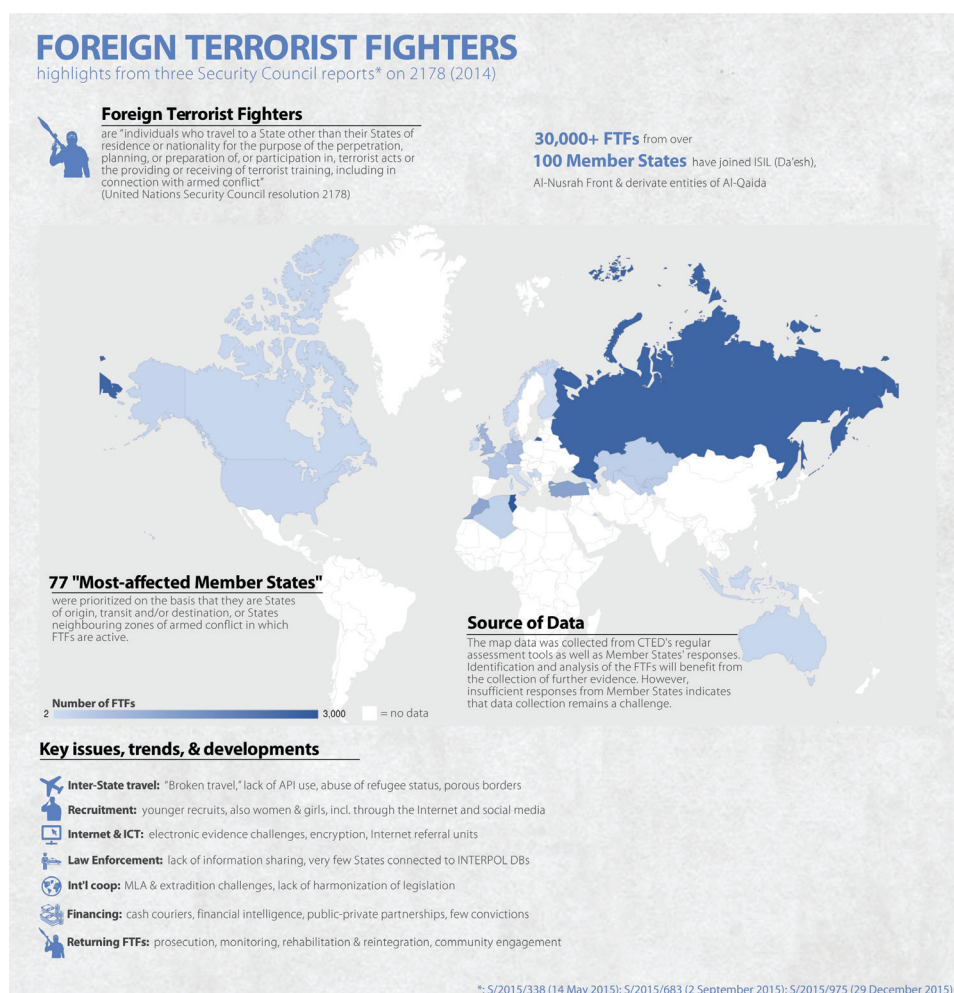 FOREIGN TERRORIST FIGHTERS
highlights from three Security Council reports* on 2178 (2014)
Foreign Terrorist Fighters
are "individuals who travel to a State other than their States of
residence or nationality for the purpose of the perpetration,
planning, or preparation of, or participation in, terrorist acts or
the providing or receiving of terrorist training, including in
connection with armed conflict"
(United Nations Security Council resolution 2178)
30,000+ FTFs from over
100 Member States have joined ISIL (Da'esh),
Al-Nusrah Front & derivate entities of Al-Qaida
77 "Most-affected Member States"
were prioritized on the basis that they are States
of origin, transit and/or destination, or States
neighbouring zones of armed conflict in which
FTFs are active.
Source of Data
The map data was collected from CTED's regular
assessment tools as well as Member States' responses.
Identification and analysis of the FTFs will benefit from
the collection of further evidence. However,
insufficient responses from Member States indicates
that data collection remains a challenge.
Number of FTFs
2 3,000 = no data
Key issues, trends, & developments
Inter-State travel: "Broken travel," lack of API use, abuse of refugee status, porous borders
Recruitment: younger recruits, also women & girls, incl. through the Internet and social media
Internet & ICT: electronic evidence challenges, encryption, Internet referral units
Law Enforcement: lack of information sharing, very few States connected to INTERPOL DBs
Int'l coop: MLA & extradition challenges, lack of harmonization of legislation
Financing: cash couriers, financial intelligence, public-private partnerships, few convictions
Returning FTFs: prosecution, monitoring, rehabilitation & reintegration, community engagement
*: S/2015/338 (14 May 2015); S/2015/683 (2 September 2015); S/2015/975 (29 December 2015)